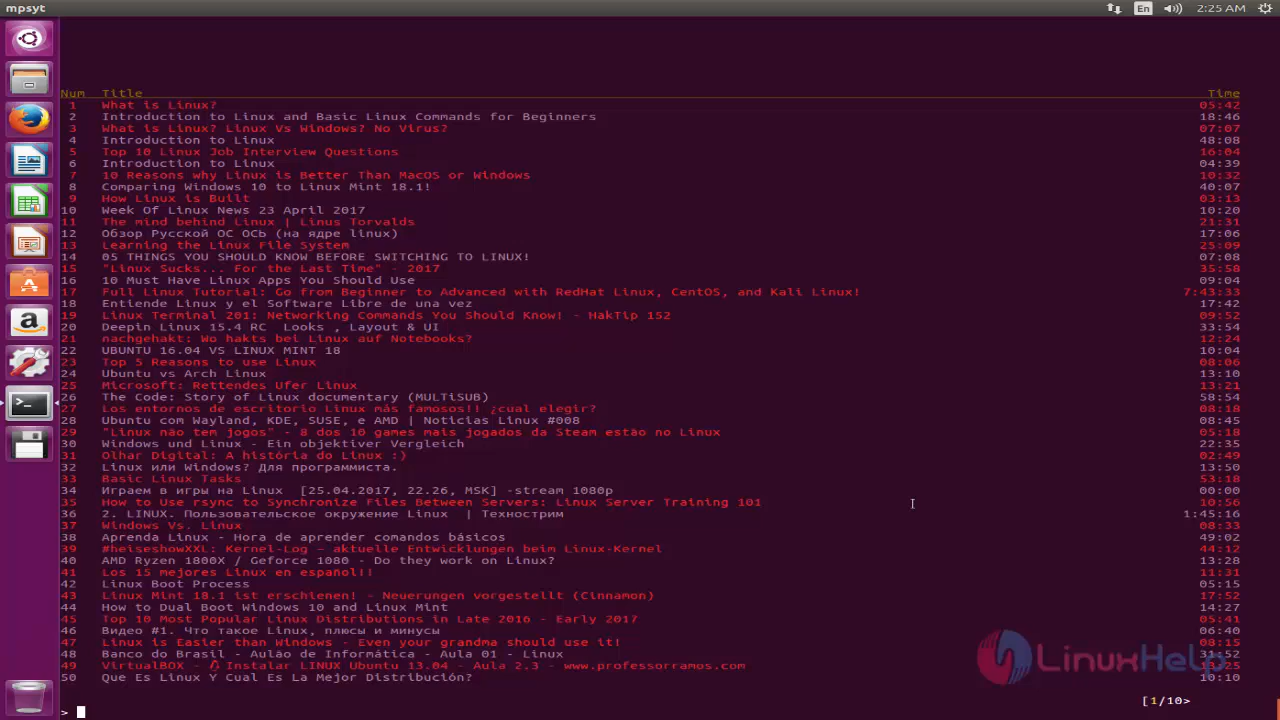 mpsyt En 2:25 AM
Num Title Time
1 What is Linux? 05:42
2 Introduction to Linux and Basic Linux Commands for Beginners 18:46
3 What is Linux? Linux Vs Windows? No Virus? 07:07
4 Introduction to Linux 48:08
5 Top 10 Linux Job Interview Questions 16:04
6 Introduction to Linux 04:39
7 10 Reasons why Linux is Better Than MacOS or Windows 10:32
8 Comparing Windows 10 to Linux Mint 18.1! 40:07
9 How Linux is Built 03:13
10 Week Of Linux News 23 April 2017 10:20
11 The mind behind Linux | Linus Torvalds 21:31
12 Обзор Русской ОС ОСЬ (на ядре linux) 17:06
13 Learning the Linux File System 25:09
14 05 THINGS YOU SHOULD KNOW BEFORE SWITCHING TO LINUX! 07:08
15 "Linux Sucks... For the Last Time" - 2017 35:58
16 10 Must Have Linux Apps You Should Use 09:04
17 Full Linux Tutorial: Go from Beginner to Advanced with RedHat Linux, CentOS, and Kali Linux! 7:43:33
18 Entiende Linux y el Software Libre de una vez 17:42
19 Linux Terminal 201: Networking Commands You Should Know! - HakTip 152 09:52
20 Deepin Linux 15.4 RC Looks , Layout & UI 33:54
21 nachgehakt: Wo hakts bei Linux auf Notebooks? 12:24
22 UBUNTU 16.04 VS LINUX MINT 18 10:04
23 Top 5 Reasons to use Linux 08:06
24 Ubuntu vs Arch Linux 13:10
25 Microsoft: Rettendes Ufer Linux 13:21
26 The Code: Story of Linux documentary (MULTiSUB) 58:54
27 Los entornos de escritorio Linux más famosos!! ¿cual elegir? 08:18
28 Ubuntu com Wayland, KDE, SUSE, e AMD | Notícias Linux #008 08:45
29 "Linux não tem jogos" - 8 dos 10 games mais jogados da Steam estão no Linux 05:18
30 Windows und Linux - Ein objektiver Vergleich 22:35
31 Olhar Digital: A história do Linux :) 02:49
32 Linux или Windows? Для программиста. 13:50
33 Basic Linux Tasks 53:18
34 Играем в игры на Linux [25.04.2017, 22.26, MSK] -stream 1080p 00:00
35 How to Use rsync to Synchronize Files Between Servers: Linux Server Training 101 10:56
36 2. LINUX. Пользовательское окружение Linux | Технострим 1:45:16
37 Windows Vs. Linux 08:33
38 Aprenda Linux - Hora de aprender comandos básicos 49:02
39 #heiseshowXXL: Kernel-Log – aktuelle Entwicklungen beim Linux-Kernel 44:12
40 AMD Ryzen 1800X / Geforce 1080 - Do they work on Linux? 13:28
41 Los 15 mejores Linux en español!! 11:31
42 Linux Boot Process 05:15
43 Linux Mint 18.1 ist erschienen! - Neuerungen vorgestellt (Cinnamon) 17:52
44 How to Dual Boot Windows 10 and Linux Mint 14:27
45 Top 10 Most Popular Linux Distributions in Late 2016 - Early 2017 05:41
46 Видео #1. Что такое Linux, плюсы и минусы 06:40
47 Linux is Easier than Windows - Even your grandma should use it! 08:15
48 Banco do Brasil - Aulão de Informática - Aula 01 - Linux 31:52
49 VirtualBOX - Instalar LINUX Ubuntu 13.04 - Aula 2.3 - www.professorramos.com
50 Que Es Linux Y Cual Es La Mejor Distribución? 10:10
LinuxHelp
[1/10>
>